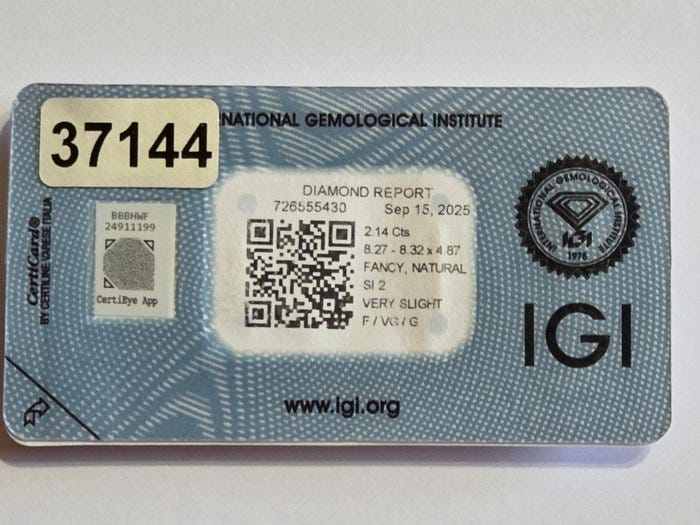 37144
RNATIONAL GEMOLOGICAL INSTITUTE
DIAMOND REPORT
726555430 Sep 15, 2025
2.14 Cts
8.27 - 8.32 x 4.87
FANCY, NATURAL
SI 2
VERY SLIGHT
F / VG / G
BBBHWF
24911199
CertiEye App
CertiCard®
BY CERTILINE VARESE ITALIA
INTERNATIONAL GEMOLOGICAL INSTITUTE
IGI
1975
IGI
www.igi.org